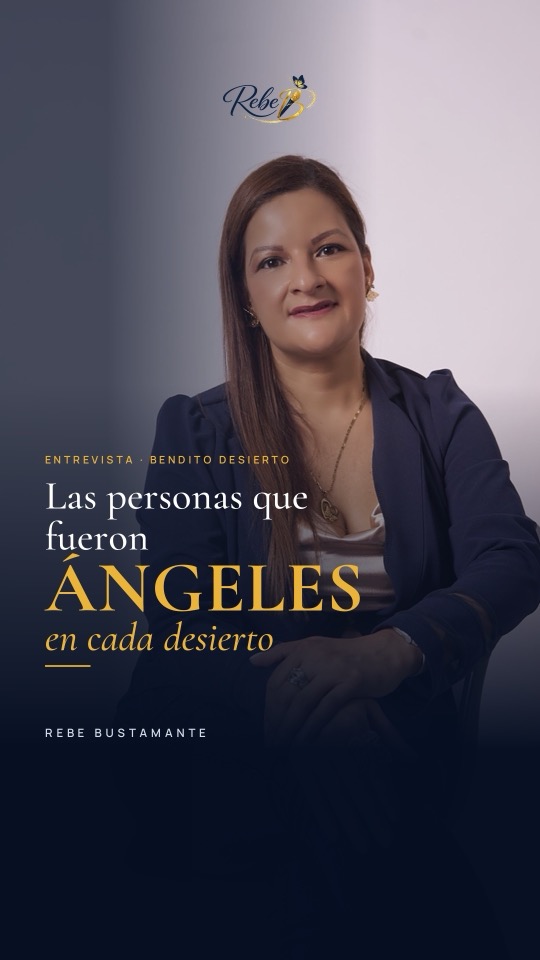 Rebe B
ENTREVISTA · BENDITO DESIERTO
Las personas que
fueron
ÁNGELES
en cada desierto
REBE BUSTAMANTE